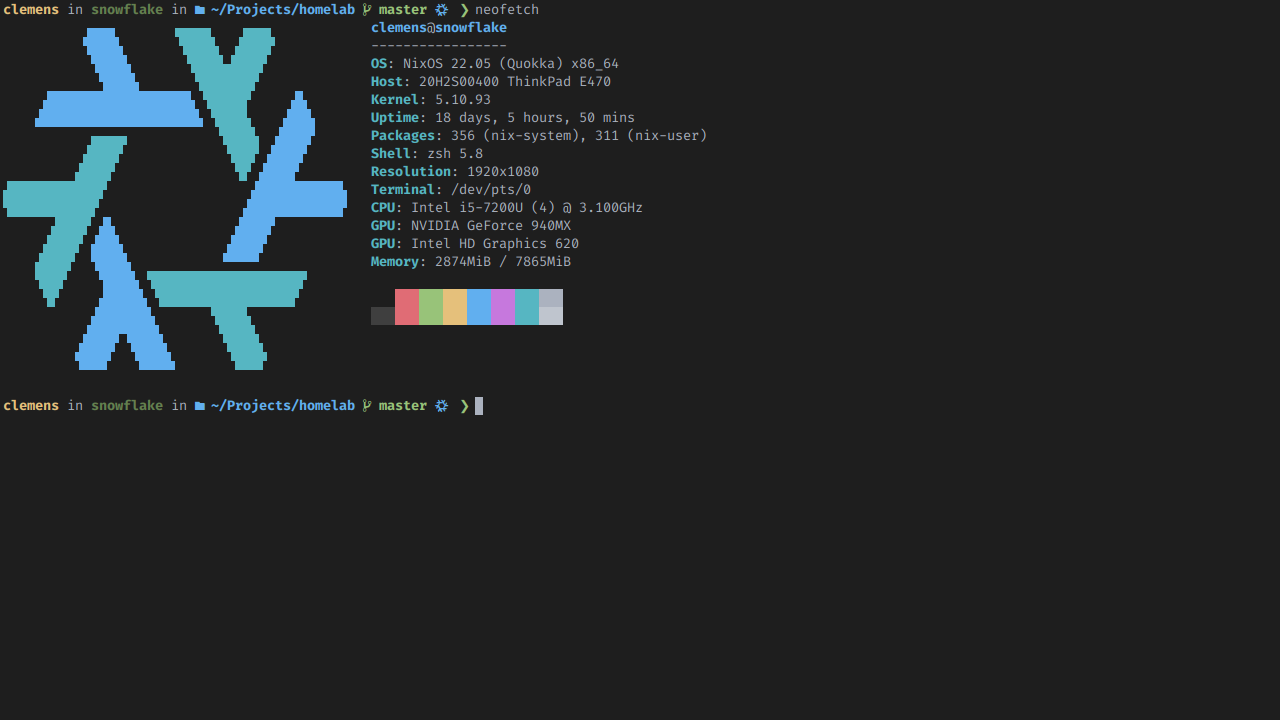 clemens in snowflake in ~/Projects/homelab master ❯ neofetch
clemens@snowflake
-----------------
OS: NixOS 22.05 (Quokka) x86_64
Host: 20H2S00400 ThinkPad E470
Kernel: 5.10.93
Uptime: 18 days, 5 hours, 50 mins
Packages: 356 (nix-system), 311 (nix-user)
Shell: zsh 5.8
Resolution: 1920x1080
Terminal: /dev/pts/0
CPU: Intel i5-7200U (4) @ 3.100GHz
GPU: NVIDIA GeForce 940MX
GPU: Intel HD Graphics 620
Memory: 2874MiB / 7865MiB
clemens in snowflake in ~/Projects/homelab master ❯